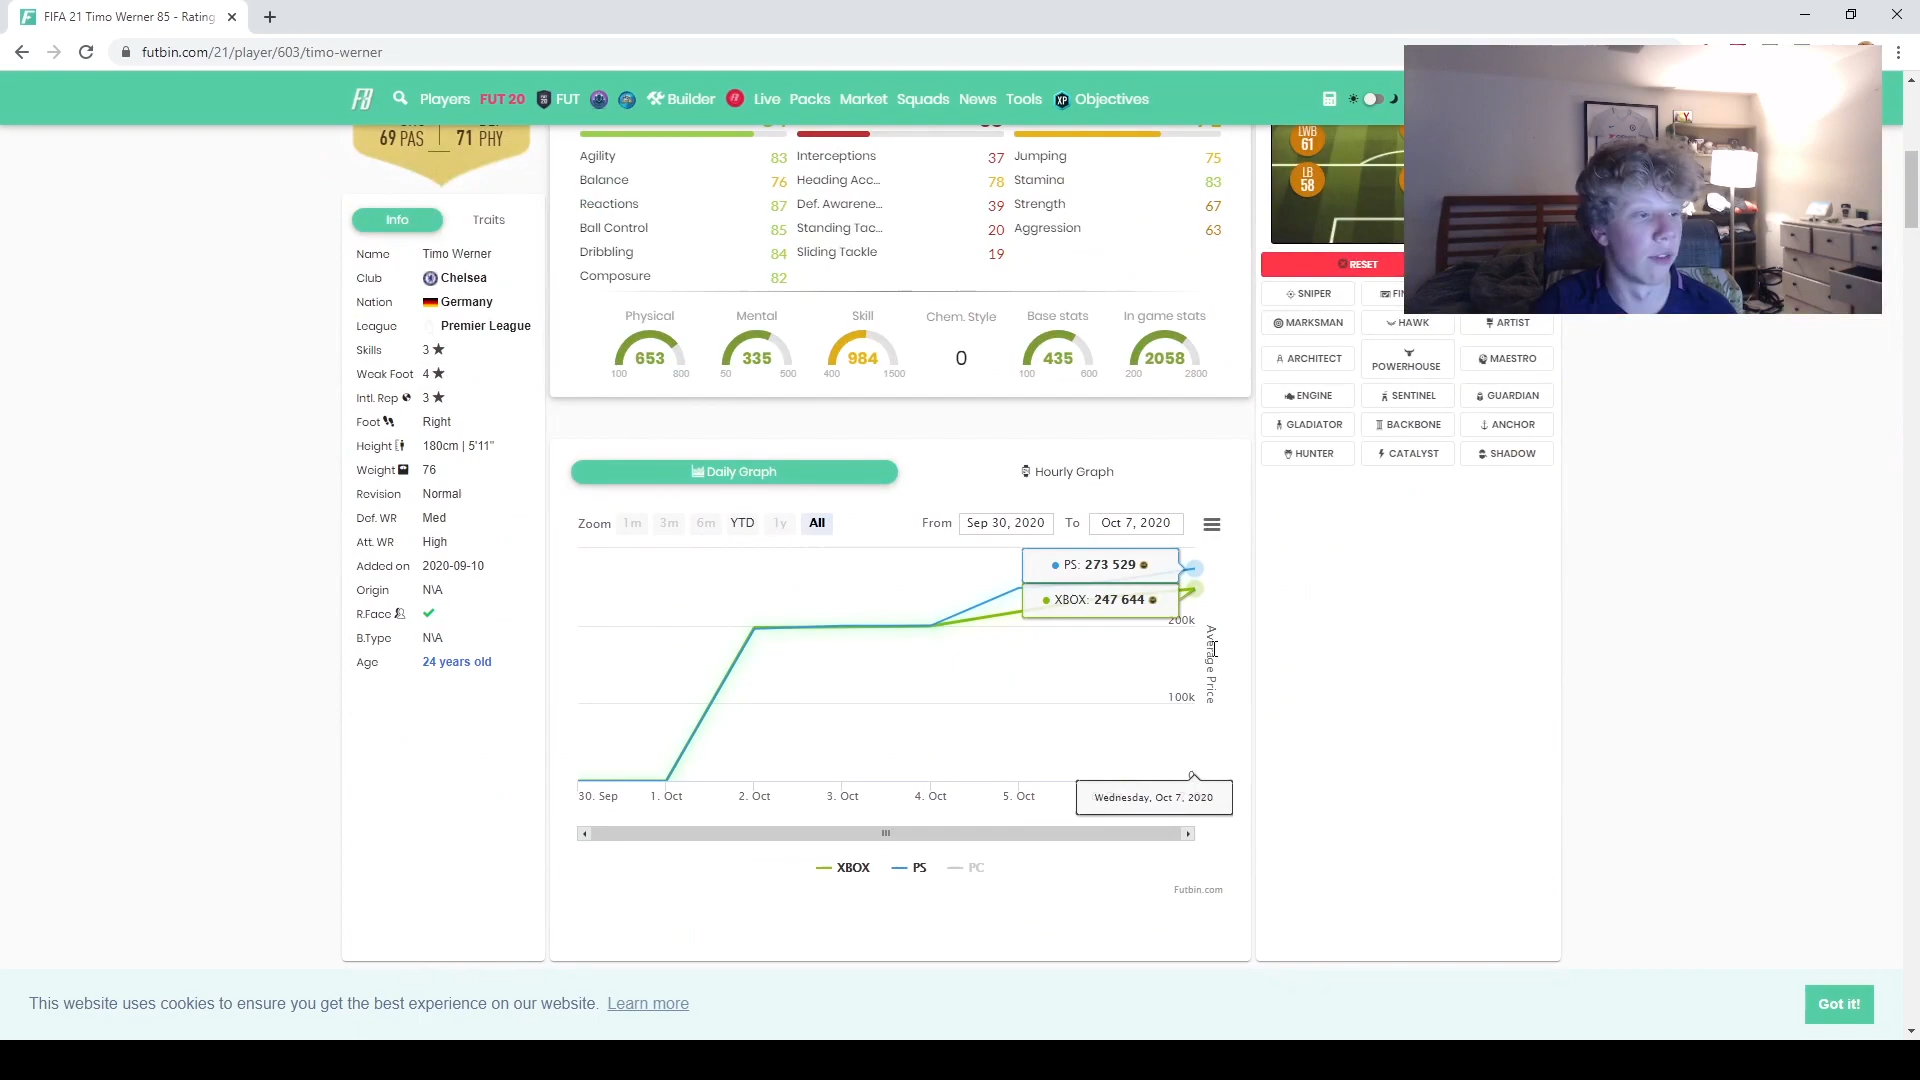 FIFA 21 Timo Werner 85 - Rating
futbin.com/21/player/603/timo-werner
Players FUT 20 FUT Builder Live Packs Market Squads News Tools Objectives
69 PAS 71 PHY
Info Traits
Name Timo Werner
Club Chelsea
Nation Germany
League Premier League
Skills 3
Weak Foot 4
Intl. Rep 3
Foot Right
Height 180cm | 5'11"
Weight 76
Revision Normal
Def. WR Med
Att. WR High
Added on 2020-09-10
Origin N\A
R.Face
B.Type N\A
Age 24 years old
Agility 83 Interceptions 37 Jumping 75
Balance 76 Heading Acc... 78 Stamina 83
Reactions 87 Def. Awarene... 39 Strength 67
Ball Control 85 Standing Tac... 20 Aggression 63
Dribbling 84 Sliding Tackle 19
Composure 82
Physical Mental Skill Chem. Style Base stats In game stats
653 335 984 0 435 2058
100 800 50 500 400 1500 100 600 200 2800
Daily Graph Hourly Graph
Zoom 1m 3m 6m YTD 1y All From Sep 30, 2020 To Oct 7, 2020
PS: 273 529
XBOX: 247 644
200k
100k
0
Average Price
30. Sep 1. Oct 2. Oct 3. Oct 4. Oct 5. Oct
Wednesday, Oct 7, 2020
XBOX PS PC
Futbin.com
LWB
61
LB
58
RESET
SNIPER
MARKSMAN HAWK ARTIST
ARCHITECT POWERHOUSE MAESTRO
ENGINE SENTINEL GUARDIAN
GLADIATOR BACKBONE ANCHOR
HUNTER CATALYST SHADOW
This website uses cookies to ensure you get the best experience on our website. Learn more
Got it!